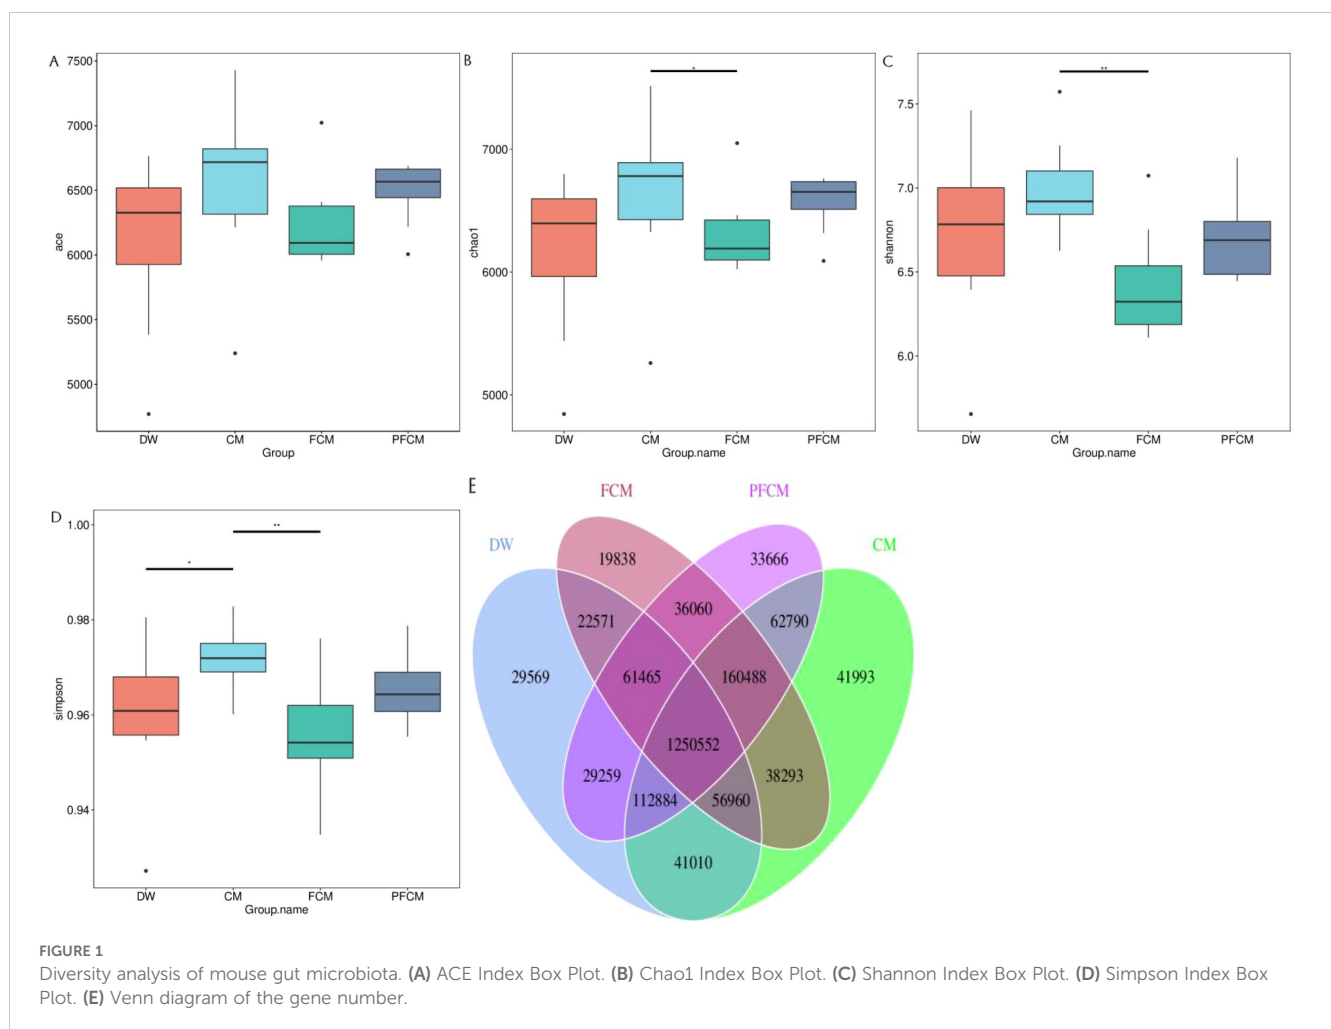 A
ace
7500
7000
6500
6000
5500
5000
DW
CM
FCM
PFCM
Group
B
*
chao1
7000
6000
5000
DW
CM
FCM
PFCM
Group.name
C
**
shannon
7.5
7.0
6.5
6.0
DW
CM
FCM
PFCM
Group.name
D
**
*
simpson
1.00
0.98
0.96
0.94
DW
CM
FCM
PFCM
Group.name
E
FCM
PFCM
DW
CM
19838
33666
36060
22571
62790
29569
61465
160488
41993
1250552
29259
38293
112884
56960
41010
FIGURE 1
Diversity analysis of mouse gut microbiota. (A) ACE Index Box Plot. (B) Chao1 Index Box Plot. (C) Shannon Index Box Plot. (D) Simpson Index Box
Plot. (E) Venn diagram of the gene number.